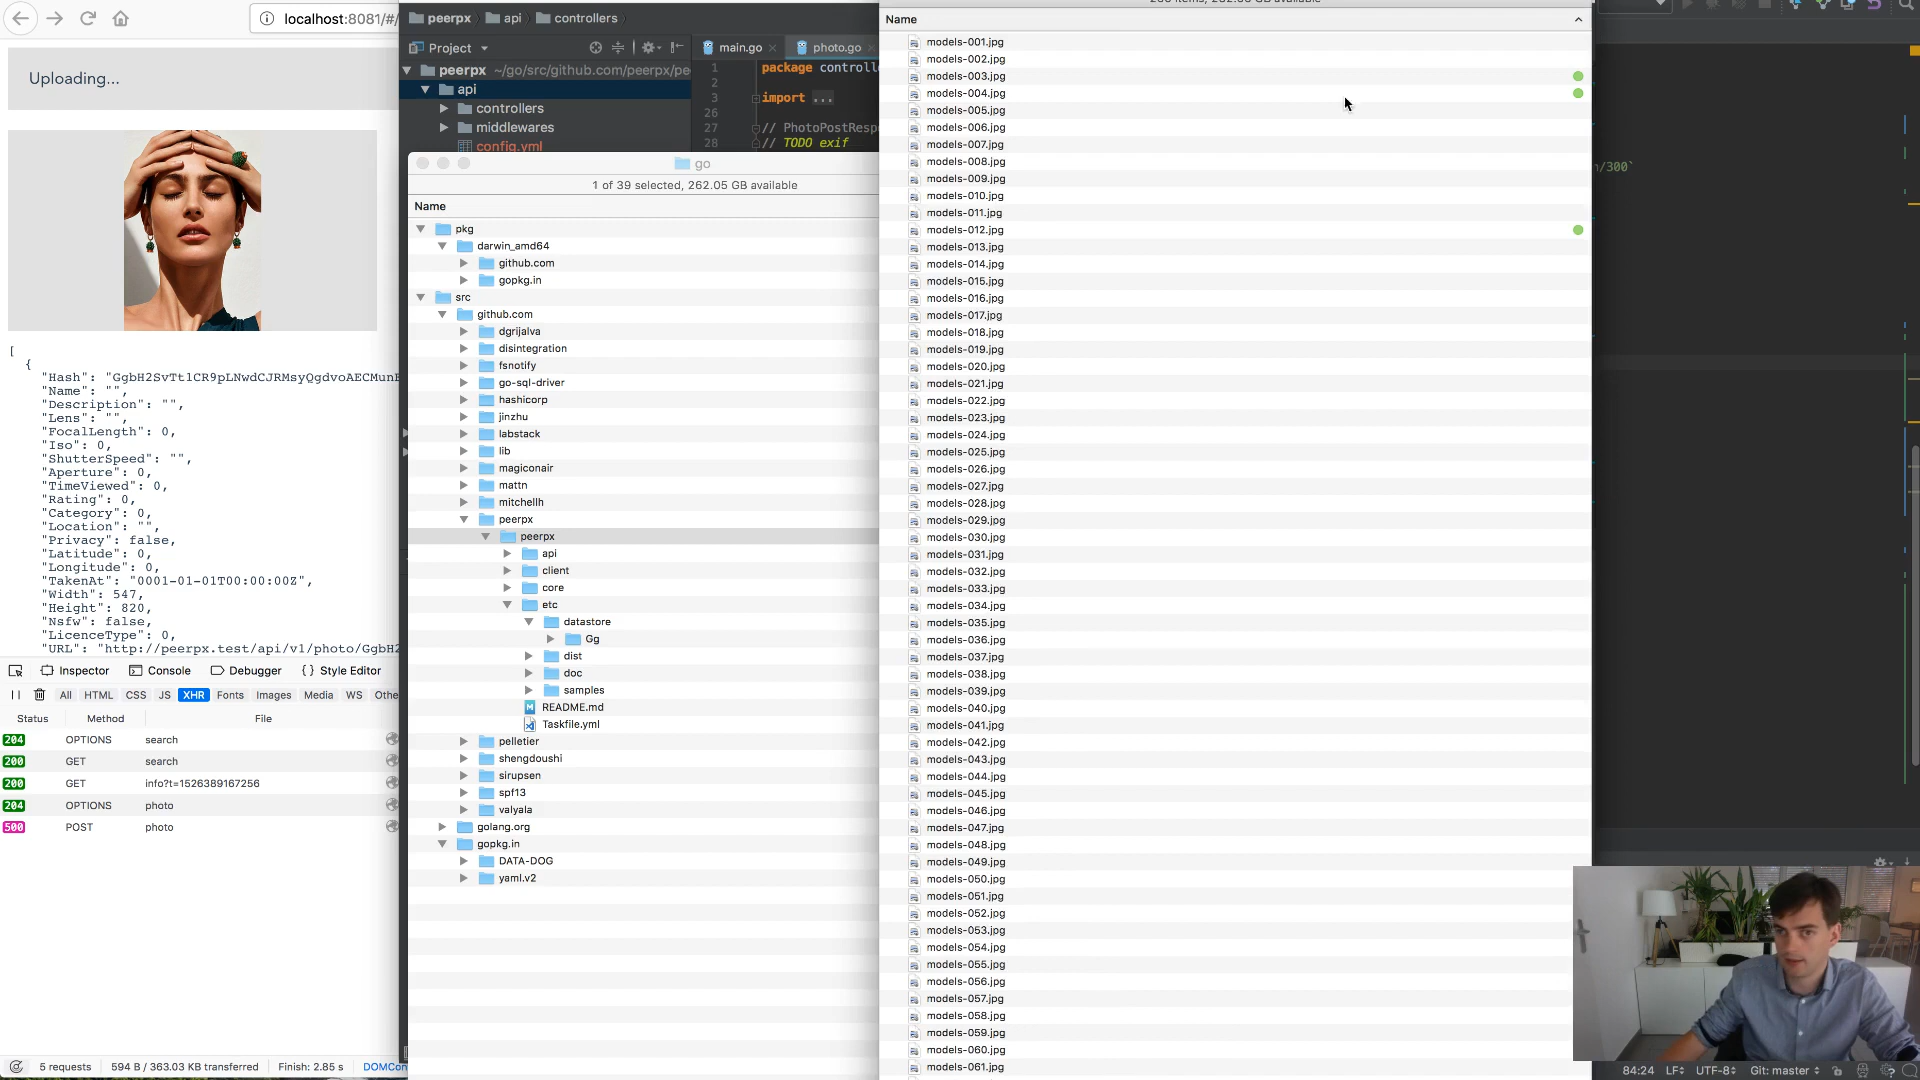 localhost:8081/#/
Uploading...
[
{
"Hash": "GgbH2SvTt1CR9pLNwdCJRMsyQgdvoAECMun
"Name": "",
"Description": "",
"Lens": "",
"FocalLength": 0,
"Iso": 0,
"ShutterSpeed": "",
"Aperture": 0,
"TimeViewed": 0,
"Rating": 0,
"Category": 0,
"Location": "",
"Privacy": false,
"Latitude": 0,
"Longitude": 0,
"TakenAt": "0001-01-01T00:00:00Z",
"Width": 547,
"Height": 820,
"Nsfw": false,
"LicenceType": 0,
"URL": "http://peerpx.test/api/v1/photo/GgbH2
Inspector Console Debugger { } Style Editor
All HTML CSS JS XHR Fonts Images Media WS Othe
Status Method File
204 OPTIONS search
200 GET search
200 GET info?t=1526389167256
204 OPTIONS photo
500 POST photo
5 requests 594 B / 363.03 KB transferred Finish: 2.85 s DOMCon
peerpx api controllers
Project
main.go photo.go
peerpx ~/go/src/github.com/peerpx/pe
api
controllers
middlewares
config.yml
1 package controlle
2
3 import ...
26
27 // PhotoPostResp
28 // TODO exif
n/300`
go
1 of 39 selected, 262.05 GB available
Name
pkg
darwin_amd64
github.com
gopkg.in
src
github.com
dgrijalva
disintegration
fsnotify
go-sql-driver
hashicorp
jinzhu
labstack
lib
magiconair
mattn
mitchellh
peerpx
peerpx
api
client
core
etc
datastore
Gg
dist
doc
samples
README.md
Taskfile.yml
pelletier
shengdoushi
sirupsen
spf13
valyala
golang.org
gopkg.in
DATA-DOG
yaml.v2
Name
models-001.jpg
models-002.jpg
models-003.jpg
models-004.jpg
models-005.jpg
models-006.jpg
models-007.jpg
models-008.jpg
models-009.jpg
models-010.jpg
models-011.jpg
models-012.jpg
models-013.jpg
models-014.jpg
models-015.jpg
models-016.jpg
models-017.jpg
models-018.jpg
models-019.jpg
models-020.jpg
models-021.jpg
models-022.jpg
models-023.jpg
models-024.jpg
models-025.jpg
models-026.jpg
models-027.jpg
models-028.jpg
models-029.jpg
models-030.jpg
models-031.jpg
models-032.jpg
models-033.jpg
models-034.jpg
models-035.jpg
models-036.jpg
models-037.jpg
models-038.jpg
models-039.jpg
models-040.jpg
models-041.jpg
models-042.jpg
models-043.jpg
models-044.jpg
models-045.jpg
models-046.jpg
models-047.jpg
models-048.jpg
models-049.jpg
models-050.jpg
models-051.jpg
models-052.jpg
models-053.jpg
models-054.jpg
models-055.jpg
models-056.jpg
models-057.jpg
models-058.jpg
models-059.jpg
models-060.jpg
models-061.jpg
84:24 LF UTF-8 Git: master